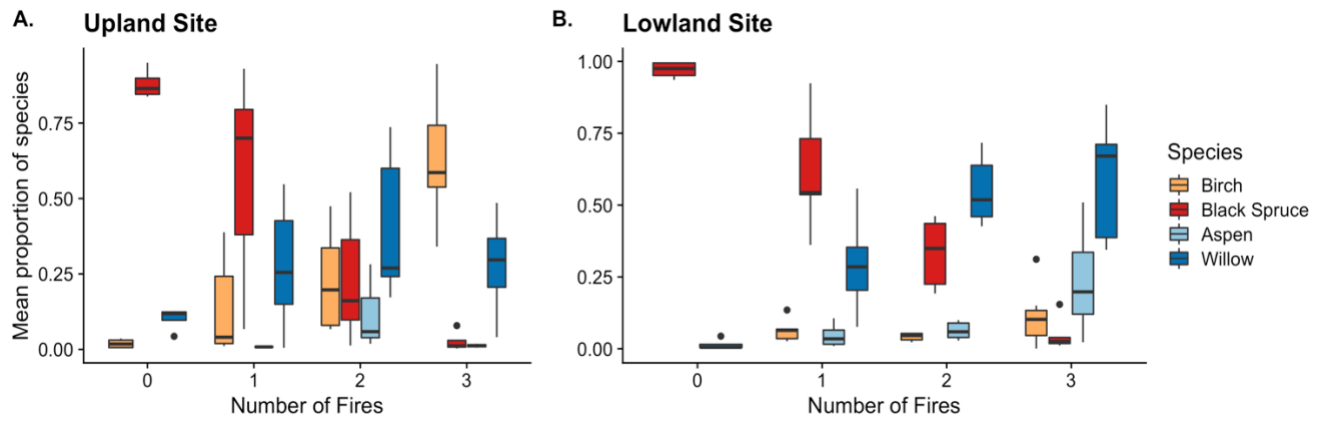 A. Upland Site
Mean proportion of species
0.75
0.50
0.25
0.00
0 1 2 3
Number of Fires
B. Lowland Site
1.00
0.75
0.50
0.25
0.00
0 1 2 3
Number of Fires
Species
Birch
Black Spruce
Aspen
Willow